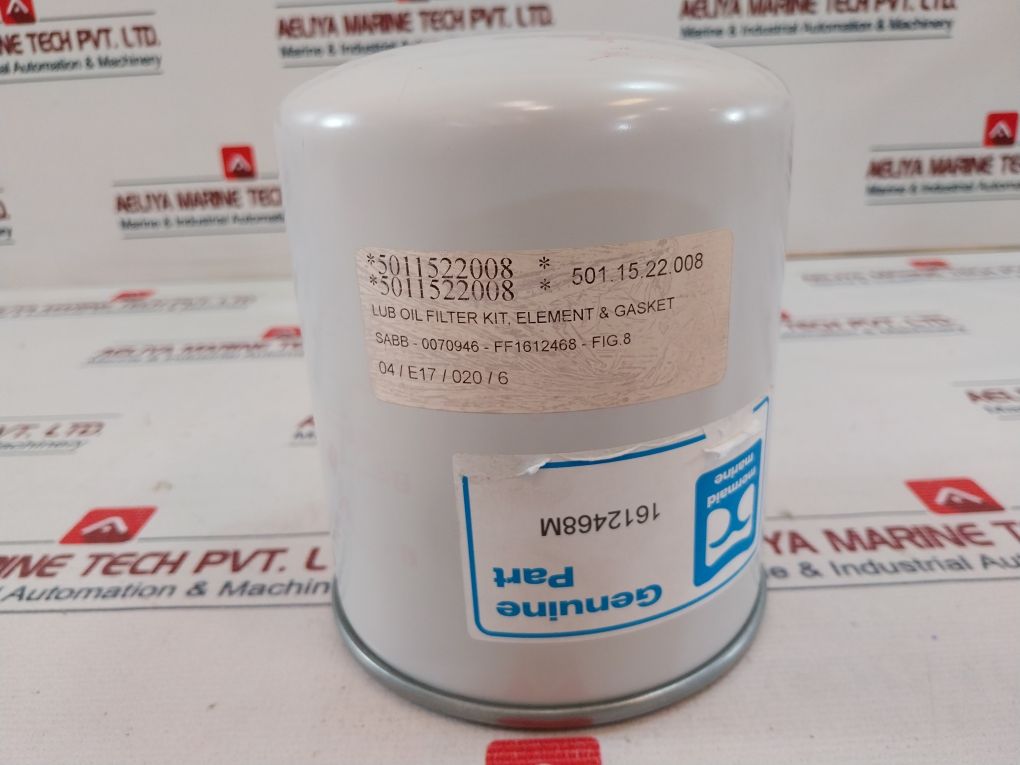 AELIYA MARINE TECH PVT. LTD.
Marine & Industrial Automation & Machinery
*5011522008 *
*5011522008 *
501.15.22.008
LUB OIL FILTER KIT, ELEMENT & GASKET
SABB - 0070946 - FF1612468 - FIG.8
04 / E17 / 020 / 6
mermaid
marine
1612468M
Genuine
Part